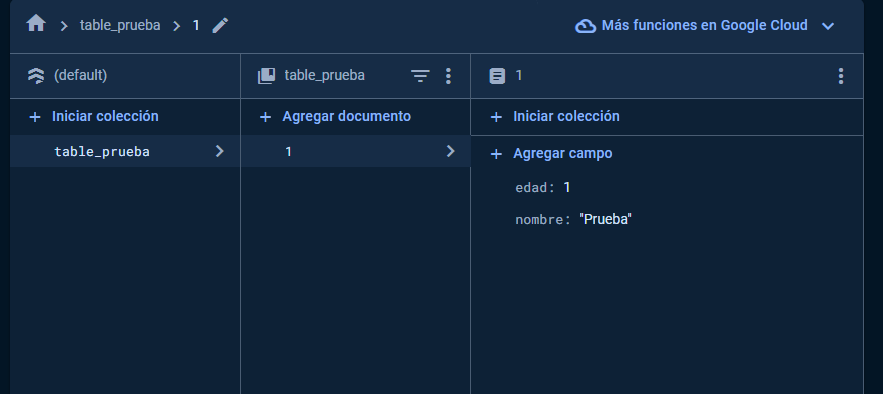 table_prueba > 1
Más funciones en Google Cloud
(default)
table_prueba
1
+ Iniciar colección
+ Agregar documento
+ Iniciar colección
table_prueba
1
+ Agregar campo
edad: 1
nombre: "Prueba"